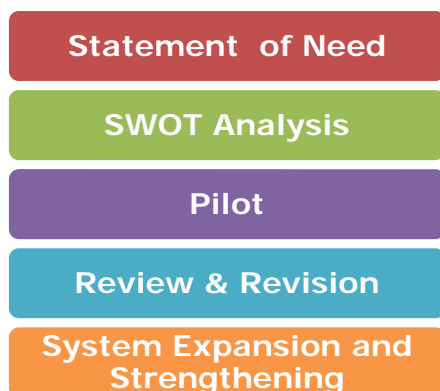 Statement of Need
SWOT Analysis
Pilot
Review & Revision
System Expansion and
Strengthening